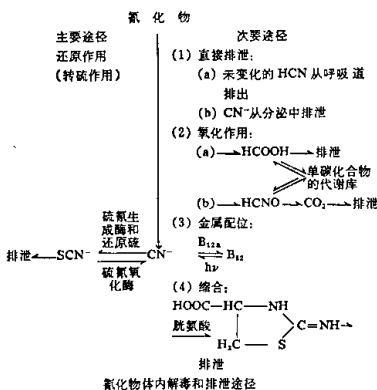 氰化物
主要途径
还原作用
(转硫作用)
次要途径
(1) 直接排泄:
(a) 未变化的HCN从呼吸道
排出
(b) CN⁻从分泌中排泄
(2) 氧化作用:
(a) → HCOOH → 排泄
单碳化合物
的代谢库
(b) → HCNO → CO₂ → 排泄
(3) 金属配位:
B₁₂ₐ
hν
B₁₂
硫氰生
成酶和
还原硫
排泄 ← SCN⁻ ⇌ CN⁻
硫氰氧
化酶
(4) 缩合:
胱氨酸
HOOC—HC—NH
C=NH→
H₂C S
排泄
氰化物体内解毒和排泄途径